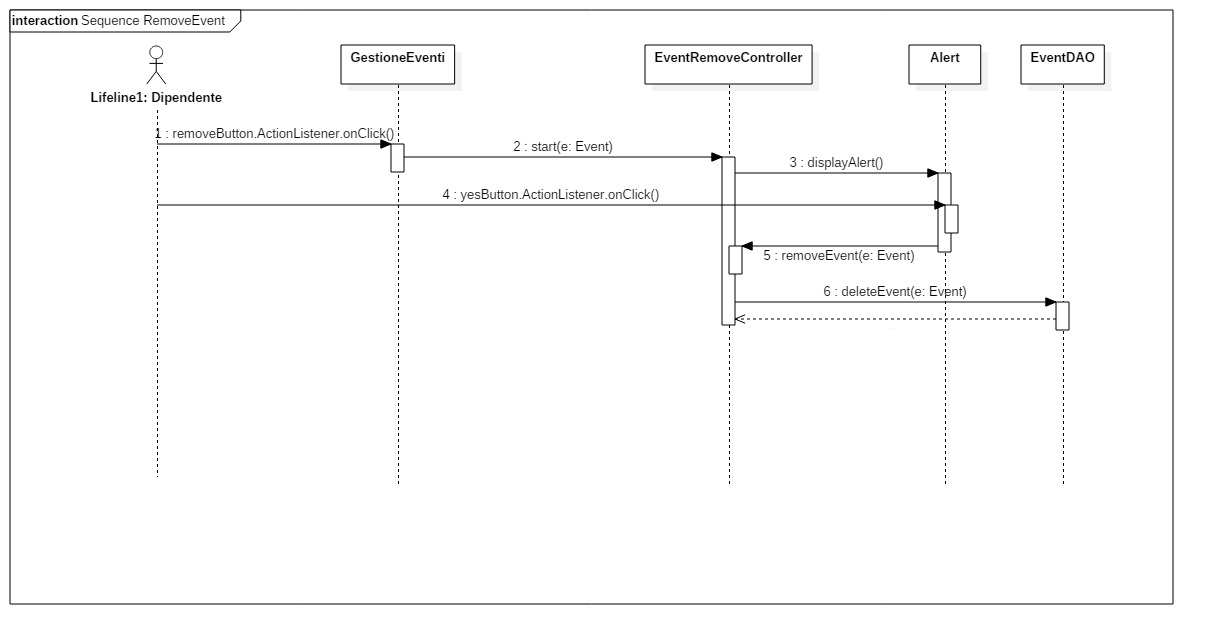 interaction Sequence RemoveEvent
GestioneEventi
EventRemoveController
Alert
EventDAO
Lifeline1: Dipendente
1 : removeButton.ActionListener.onClick()
2 : start(e: Event)
3 : displayAlert()
4 : yesButton.ActionListener.onClick()
5 : removeEvent(e: Event)
6 : deleteEvent(e: Event)